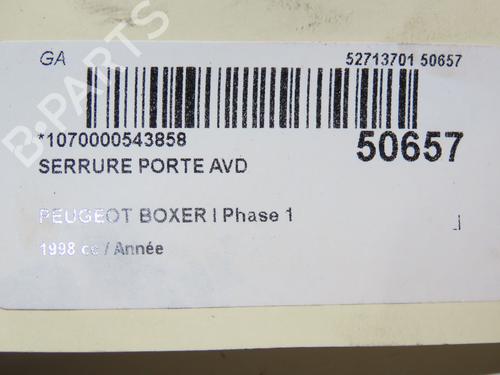 GA
52713701 50657
*1070000543858
50657
SERRURE PORTE AVD
PEUGEOT BOXER I Phase 1
1998 cc / Année
B-PARTS